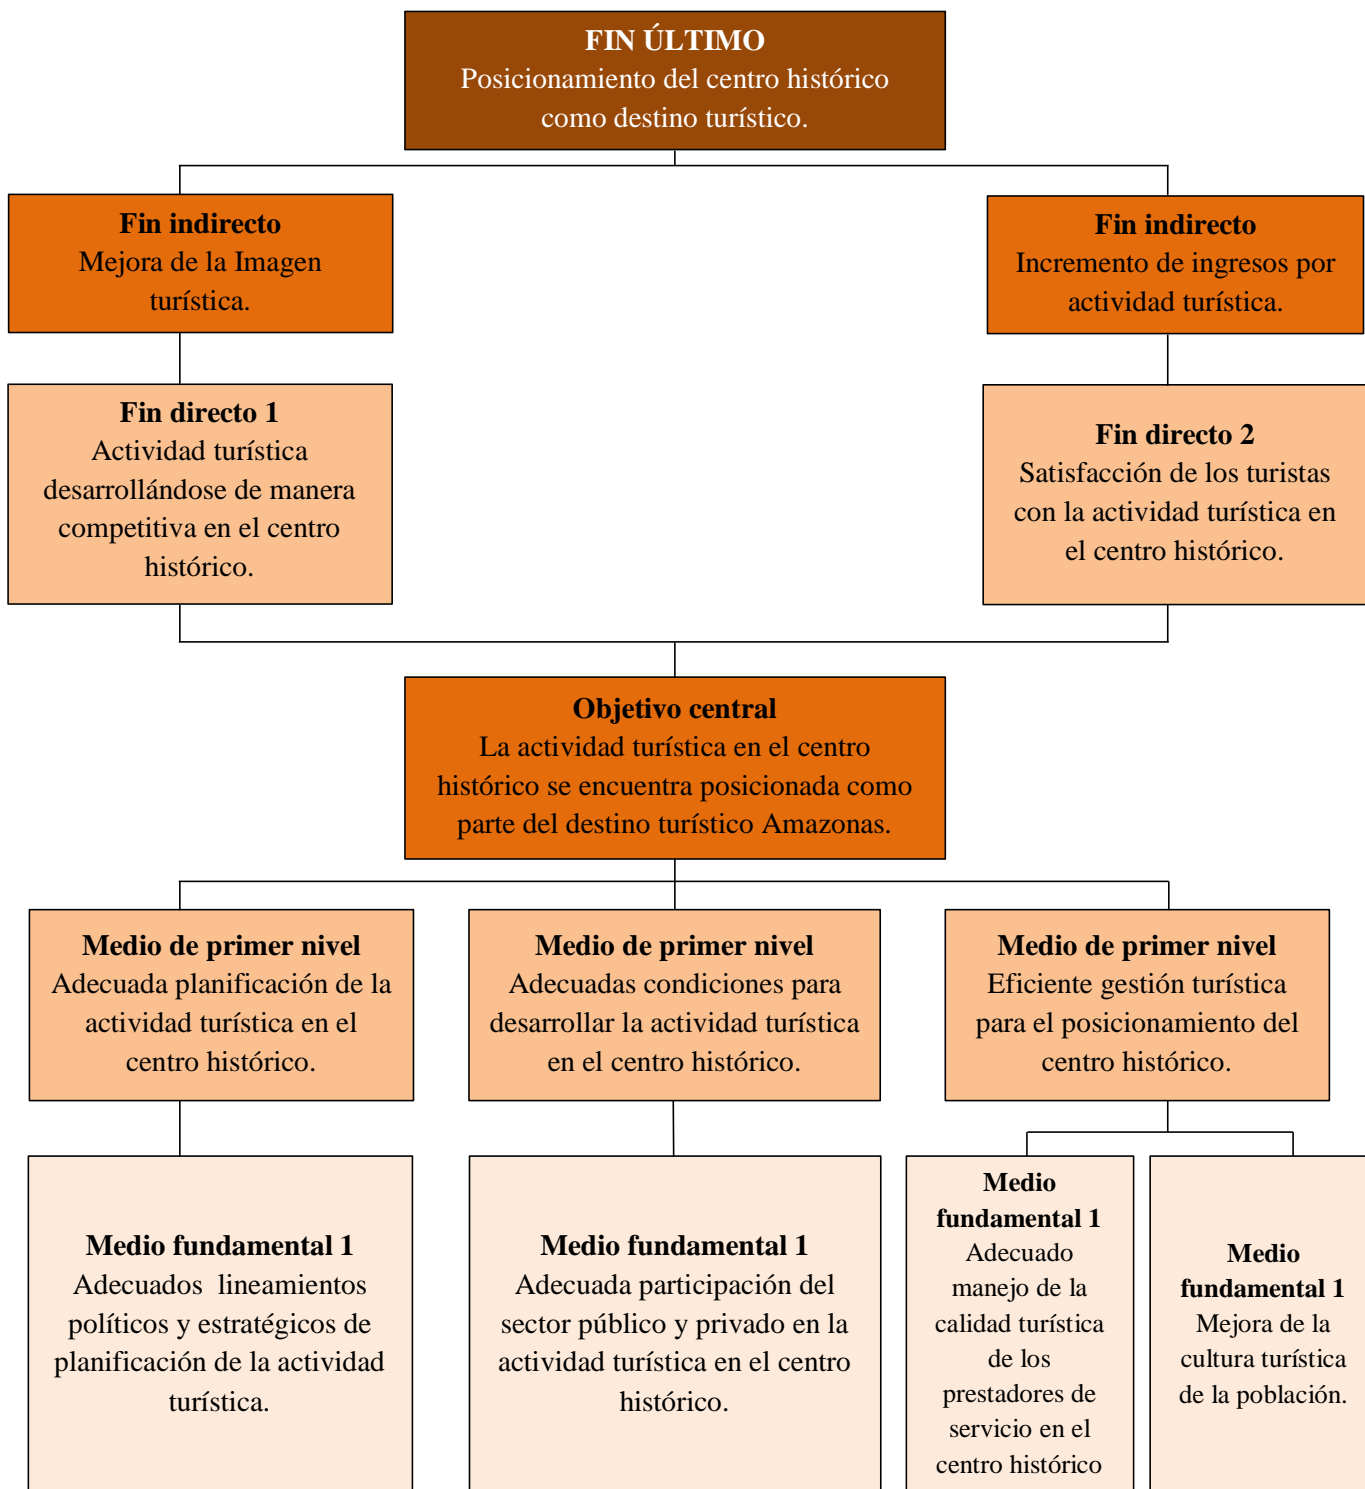 FIN ÚLTIMO
Posicionamiento del centro histórico
como destino turístico.
Fin indirecto
Mejora de la Imagen
turística.
Fin indirecto
Incremento de ingresos por
actividad turística.
Fin directo 1
Actividad turística
desarrollándose de manera
competitiva en el centro
histórico.
Fin directo 2
Satisfacción de los turistas
con la actividad turística en
el centro histórico.
Objetivo central
La actividad turística en el centro
histórico se encuentra posicionada como
parte del destino turístico Amazonas.
Medio de primer nivel
Adecuada planificación de la
actividad turística en el
centro histórico.
Medio de primer nivel
Adecuadas condiciones para
desarrollar la actividad turística
en el centro histórico.
Medio de primer nivel
Eficiente gestión turística
para el posicionamiento del
centro histórico.
Medio fundamental 1
Adecuados lineamientos
políticos y estratégicos de
planificación de la actividad
turística.
Medio fundamental 1
Adecuada participación del
sector público y privado en la
actividad turística en el centro
histórico.
Medio
fundamental 1
Adecuado
manejo de la
calidad turística
de los
prestadores de
servicio en el
centro histórico
Medio
fundamental 1
Mejora de la
cultura turística
de la población.